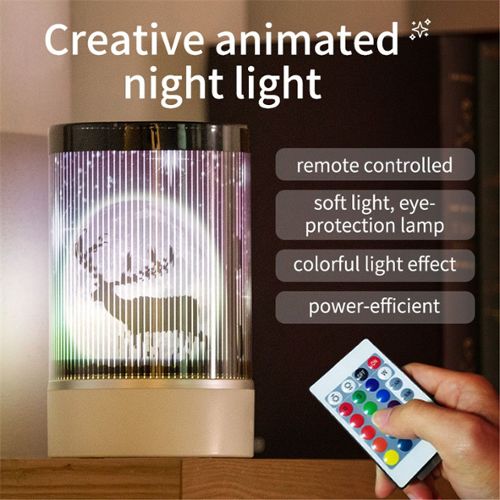 Creative animated
night light
remote controlled
soft light, eye-
protection lamp
colorful light effect
power-efficient